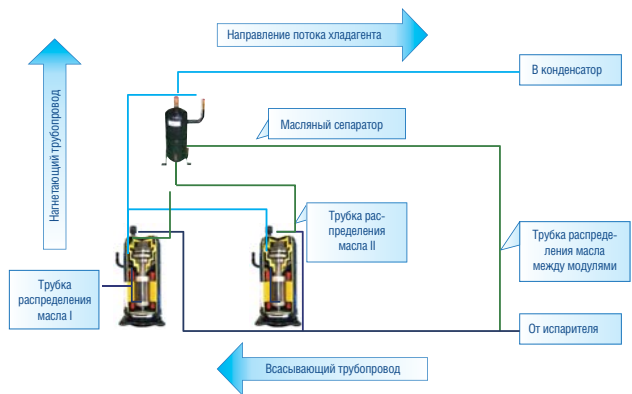 Направление потока хладагента
В конденсатор
Нагнетающий трубопровод
Масляный сепаратор
Трубка рас-
пределения
масла II
Трубка распреде-
ления масла
между модулями
Трубка
распределения
масла I
От испарителя
Всасывающий трубопровод